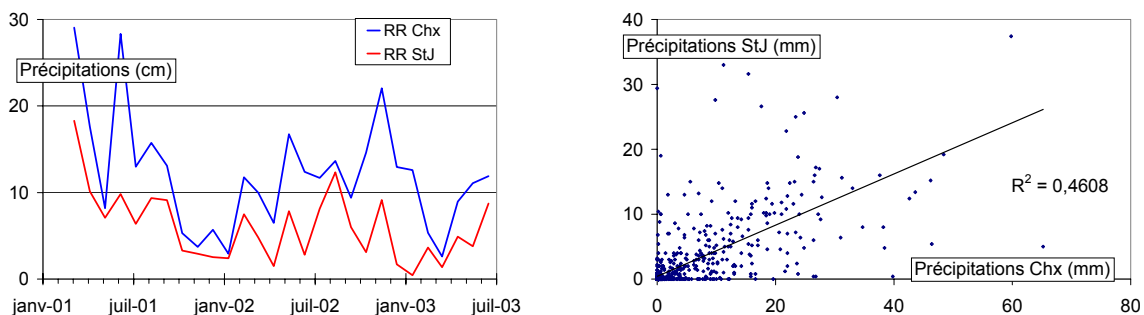 30
20
10
0
Précipitations (cm)
RR Chx
RR StJ
janv-01 juil-01 janv-02 juil-02 janv-03 juil-03
40
30
20
10
0
Précipitations StJ (mm)
R² = 0,4608
Précipitations Chx (mm)
0 20 40 60 80